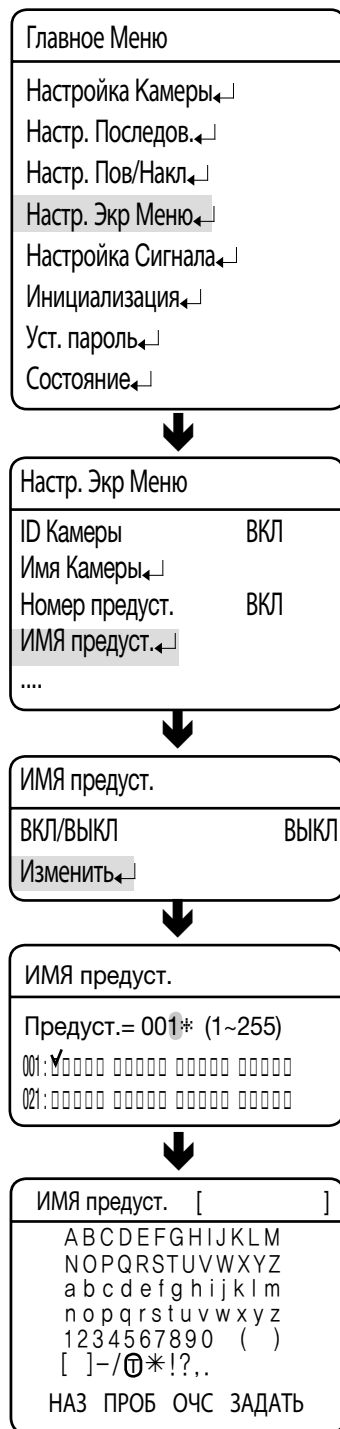 Главное Меню
Настройка Камеры↵
Настр. Последов.↵
Настр. Пов/Накл↵
Настр. Экр Меню↵
Настройка Сигнала↵
Инициализация↵
Уст. пароль↵
Состояние↵
Настр. Экр Меню
ID Камеры ВКЛ
Имя Камеры↵
Номер предуст. ВКЛ
ИМЯ предуст.↵
....
ИМЯ предуст.
ВКЛ/ВЫКЛ ВЫКЛ
Изменить↵
ИМЯ предуст.
Предуст.= 001* (1~255)
001: ▯▯▯▯▯ ▯▯▯▯▯ ▯▯▯▯▯ ▯▯▯▯▯
021: ▯▯▯▯▯ ▯▯▯▯▯ ▯▯▯▯▯ ▯▯▯▯▯
ИМЯ предуст. [ ]
ABCDEFGHIJKLM
NOPQRSTUVWXYZ
abcdefghijklm
nopqrstuvwxyz
1234567890 ( )
[ ]–/Ⓣ*!?,.
НАЗ ПРОБ ОЧС ЗАДАТЬ